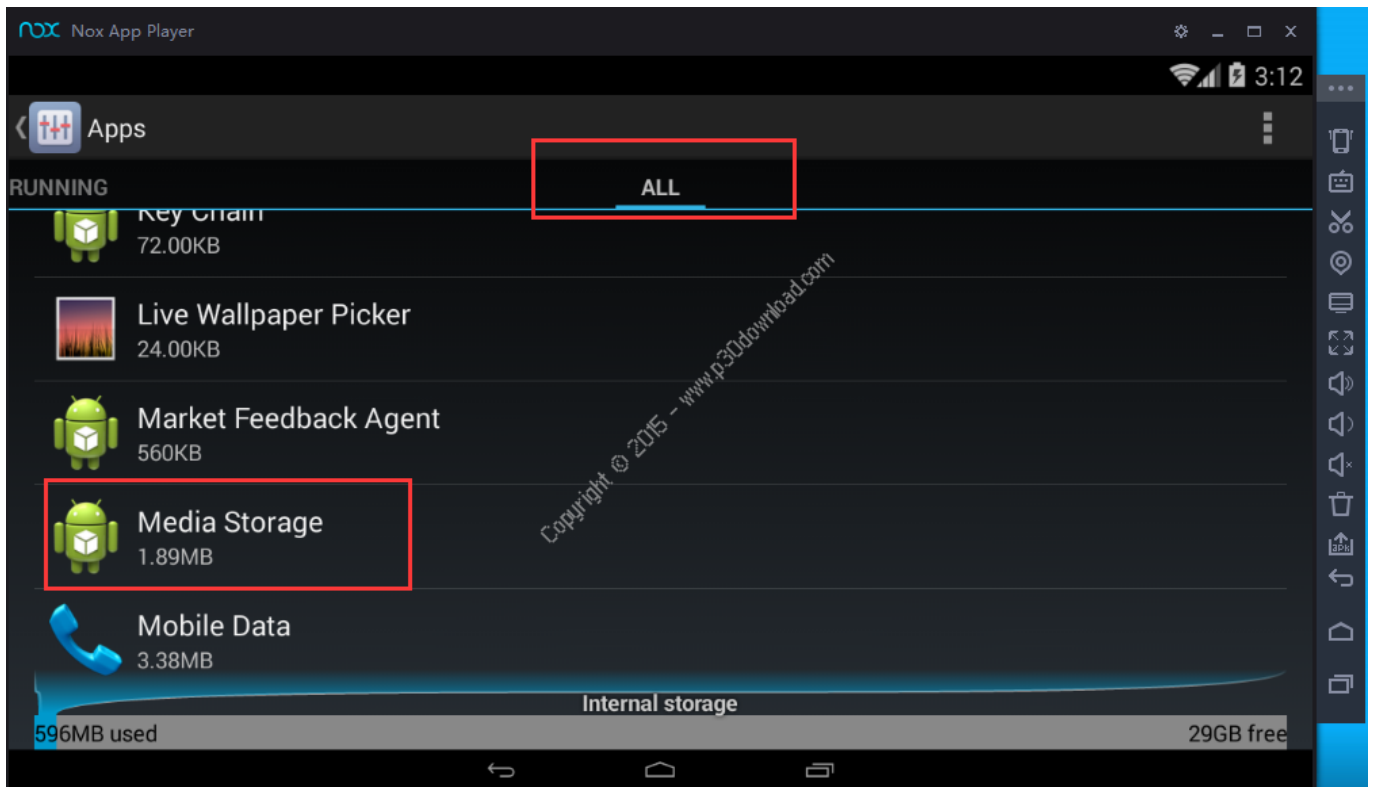 nox Nox App Player
3:12
Apps
RUNNING
ALL
Key Chain
72.00KB
Live Wallpaper Picker
24.00KB
Market Feedback Agent
560KB
Media Storage
1.89MB
Mobile Data
3.38MB
Copyright © 2015 - www.p30download.com
Internal storage
596MB used
29GB free
apk